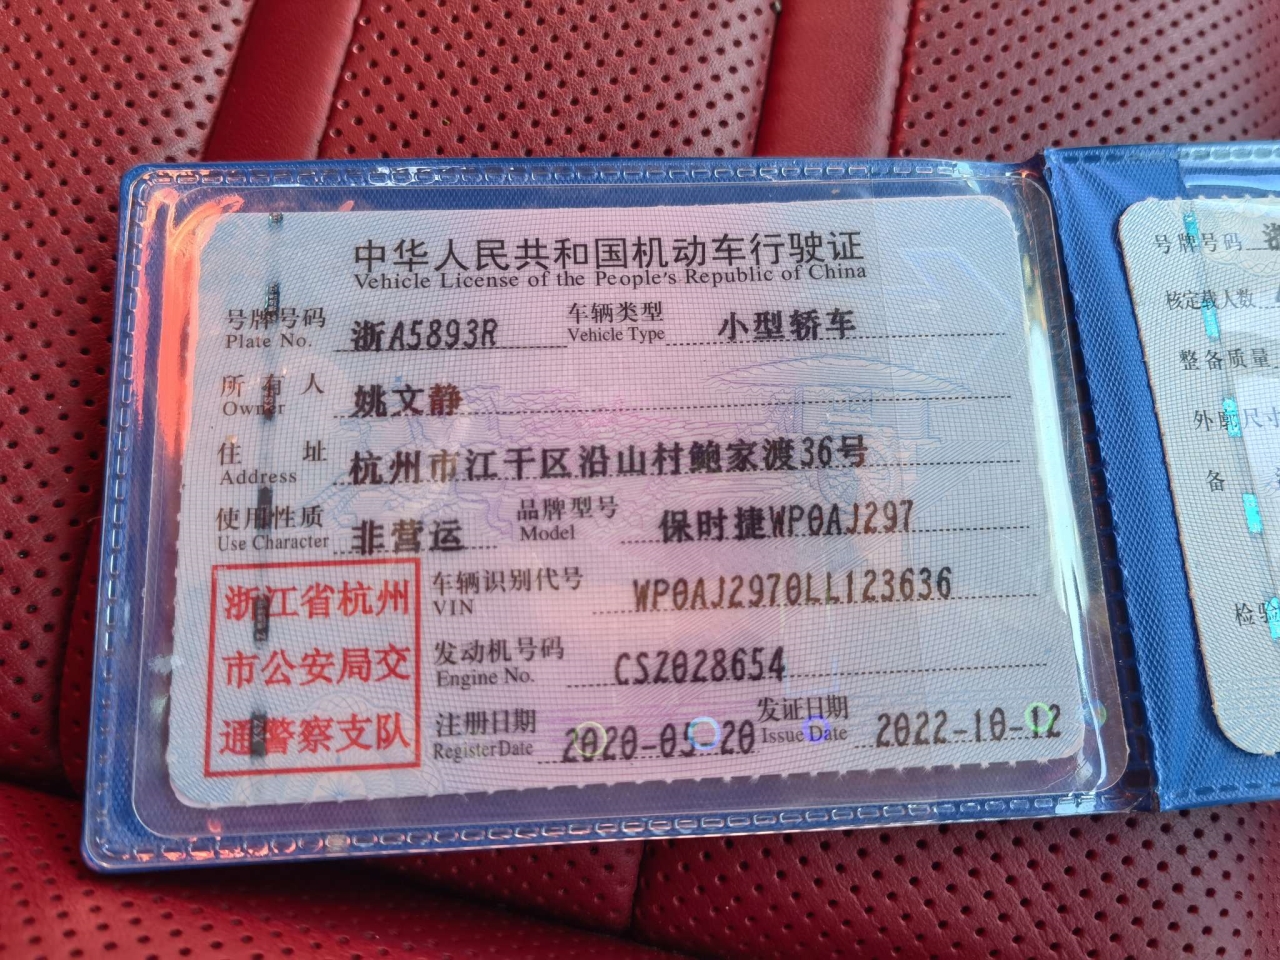 中华人民共和国机动车行驶证
Vehicle License of the People's Republic of China
号牌号码 浙A5893R 车辆类型 小型轿车
Plate No. Vehicle Type
所有人 姚文静
Owner
住址 杭州市江干区沿山村鲍家渡36号
Address
使用性质 非营运 品牌型号 保时捷WP0AJ297
Use Character Model
浙江省杭州
市公安局交
通警察支队
车辆识别代号 WP0AJ2970LL123636
VIN
发动机号码 CSZ028654
Engine No.
注册日期 2020-05-20 发证日期 2022-10-12
Register Date Issue Date
号牌号码 浙
核定载人数
整备质量
外廓尺寸
备
检验